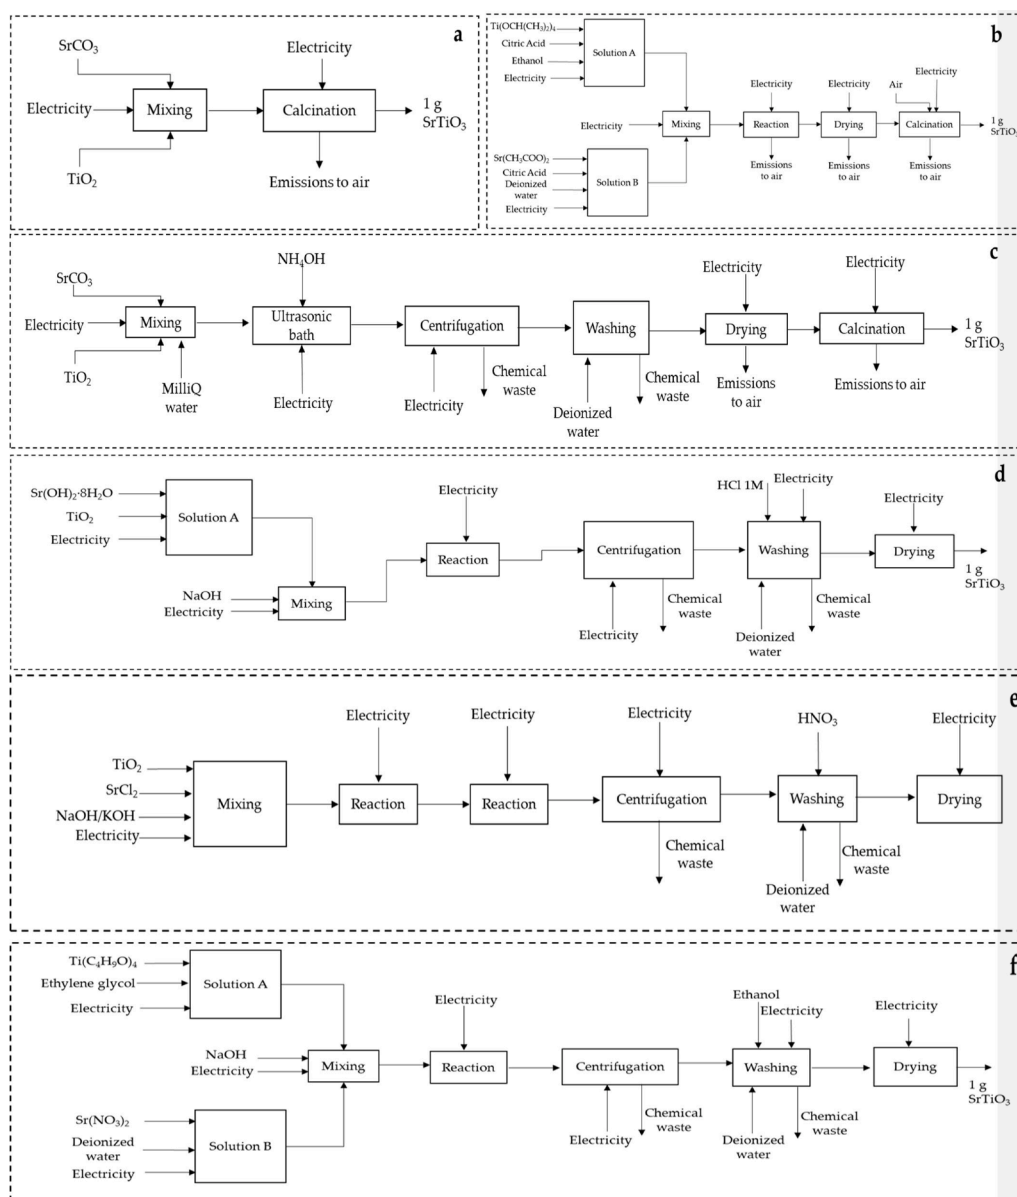 a
SrCO₃
Electricity
Electricity
Mixing
Calcination
1 g
SrTiO₃
TiO₂
Emissions to air
b
Ti(OCH(CH₃)₂)₄
Citric Acid
Ethanol
Electricity
Solution A
Electricity
Mixing
Sr(CH₃COO)₂
Citric Acid
Deionized
water
Electricity
Solution B
Electricity
Reaction
Emissions
to air
Electricity
Drying
Emissions
to air
Air
Electricity
Calcination
Emissions
to air
1 g
SrTiO₃
c
SrCO₃
Electricity
TiO₂
Mixing
MilliQ
water
NH₄OH
Ultrasonic
bath
Electricity
Centrifugation
Electricity
Chemical
waste
Washing
Deionized
water
Chemical
waste
Electricity
Drying
Emissions
to air
Electricity
Calcination
Emissions to air
1 g
SrTiO₃
d
Sr(OH)₂·8H₂O
TiO₂
Electricity
Solution A
NaOH
Electricity
Mixing
Electricity
Reaction
Centrifugation
Electricity
Chemical
waste
HCl 1M
Electricity
Washing
Deionized
water
Chemical
waste
Electricity
Drying
1 g
SrTiO₃
e
TiO₂
SrCl₂
NaOH/KOH
Electricity
Mixing
Electricity
Reaction
Electricity
Reaction
Electricity
Centrifugation
Chemical
waste
HNO₃
Washing
Deionized
water
Chemical
waste
Electricity
Drying
f
Ti(C₄H₉O)₄
Ethylene glycol
Electricity
Solution A
NaOH
Electricity
Mixing
Sr(NO₃)₂
Deionized
water
Electricity
Solution B
Electricity
Reaction
Centrifugation
Electricity
Chemical
waste
Ethanol
Electricity
Washing
Deionized
water
Chemical
waste
Electricity
Drying
1 g
SrTiO₃